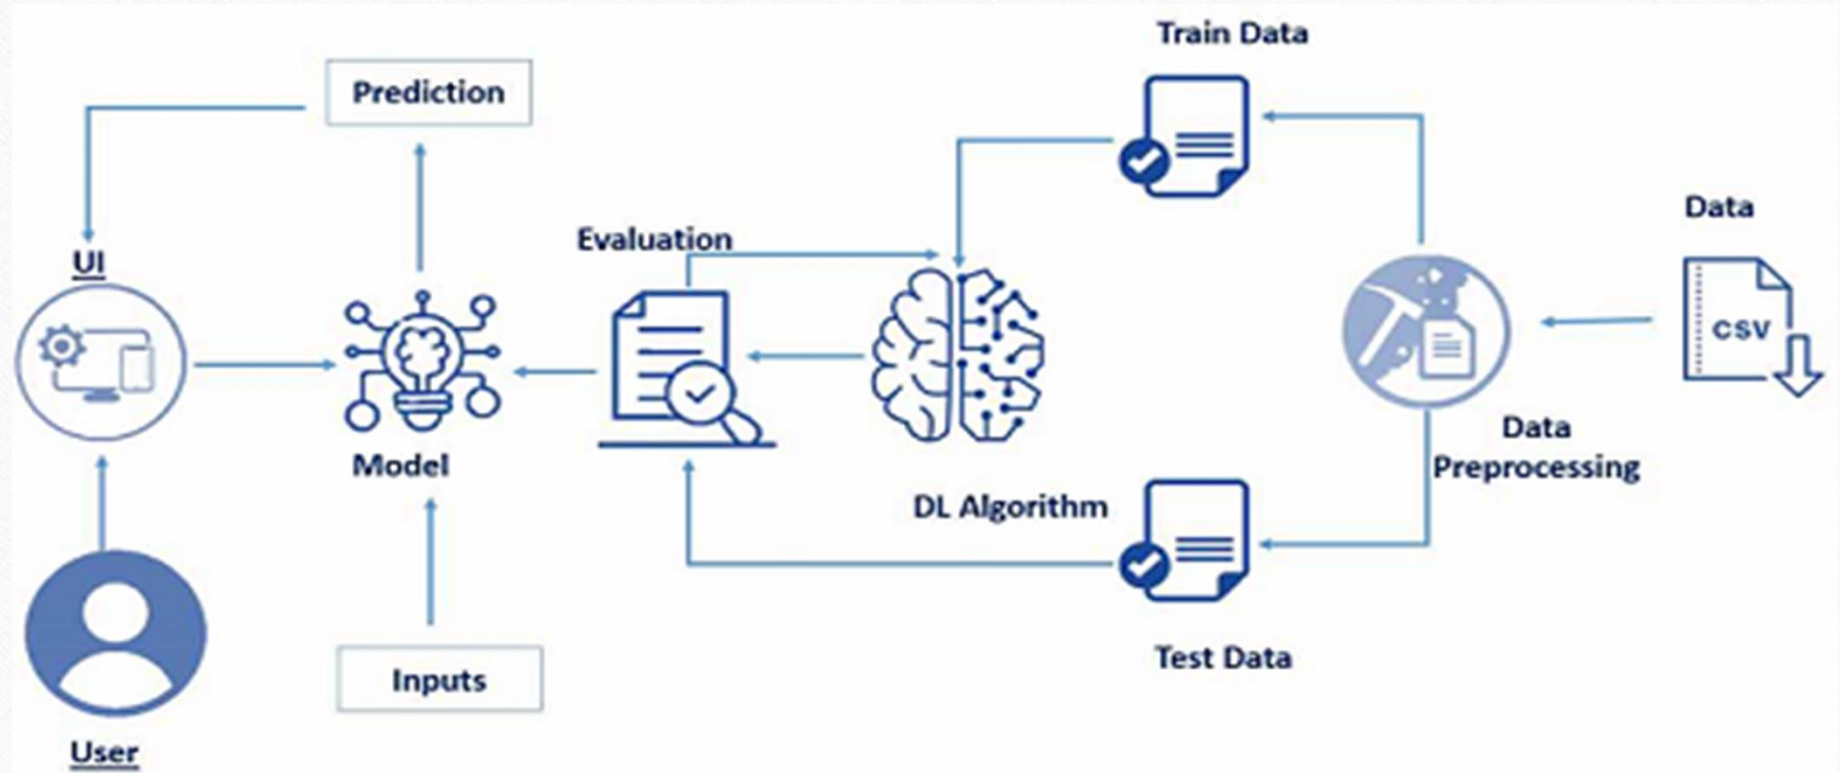 Train Data
Prediction
Data
Evaluation
UI
CSV
Data
Preprocessing
Model
DL Algorithm
Test Data
Inputs
User